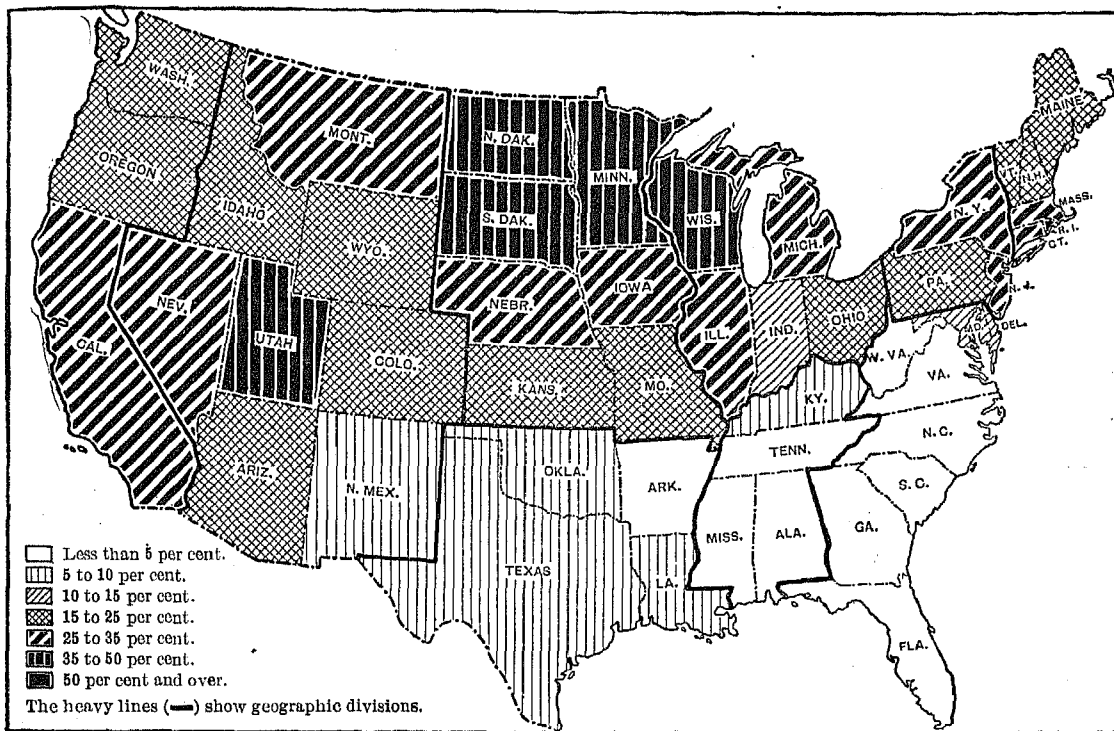 WASH.
MONT.
N. DAK.
MINN.
MAINE
OREGON
IDAHO
S. DAK.
WIS.
VT.
N.H.
WYO.
MICH.
N. Y.
MASS.
R. I.
CT.
NEV.
NEBR.
IOWA
PA.
N. J.
CAL.
UTAH
COLO.
ILL.
IND.
OHIO
DEL.
MD.
KANS.
MO.
W. VA.
VA.
KY.
ARIZ.
N. MEX.
OKLA.
ARK.
TENN.
N. C.
S. C.
TEXAS
LA.
MISS.
ALA.
GA.
FLA.
Less than 5 per cent.
5 to 10 per cent.
10 to 15 per cent.
15 to 25 per cent.
25 to 35 per cent.
35 to 50 per cent.
50 per cent and over.
The heavy lines (▬) show geographic divisions.